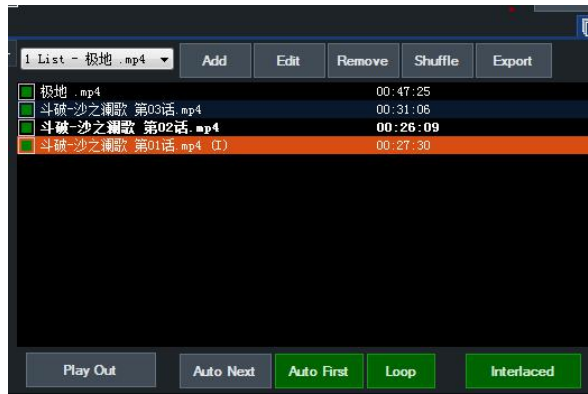 1 List - 极地 .mp4 Add Edit Remove Shuffle Export
极地 .mp4 00:47:25
斗破-沙之澜歌 第03话.mp4 00:31:06
斗破-沙之澜歌 第02话.mp4 00:26:09
斗破-沙之澜歌 第01话.mp4 (I) 00:27:30
Play Out Auto Next Auto First Loop Interlaced